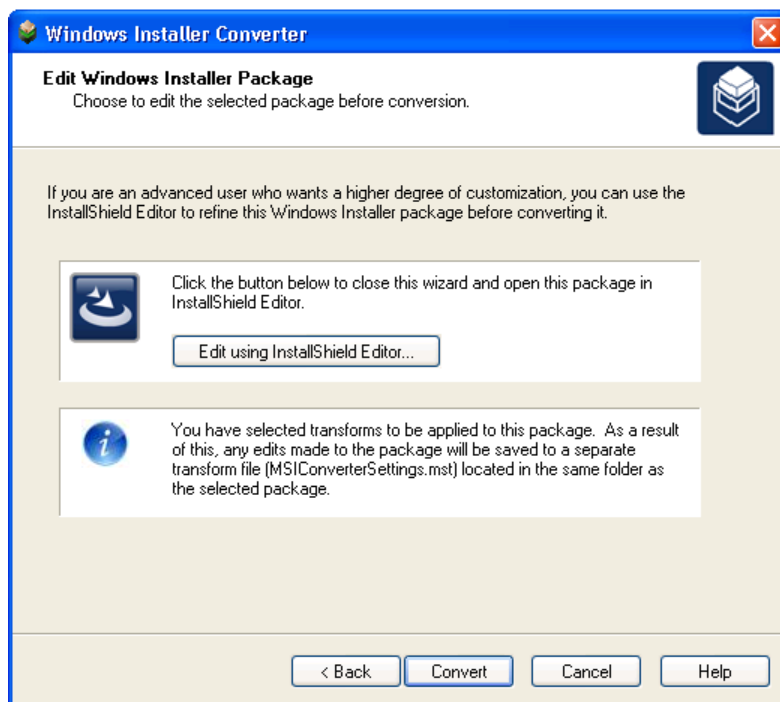 Windows Installer Converter
Edit Windows Installer Package
Choose to edit the selected package before conversion.
If you are an advanced user who wants a higher degree of customization, you can use the
InstallShield Editor to refine this Windows Installer package before converting it.
Click the button below to close this wizard and open this package in
InstallShield Editor.
Edit using InstallShield Editor...
You have selected transforms to be applied to this package.  As a result
of this, any edits made to the package will be saved to a separate
transform file (MSIConverterSettings.mst) located in the same folder as
the selected package.
< Back
Convert
Cancel
Help